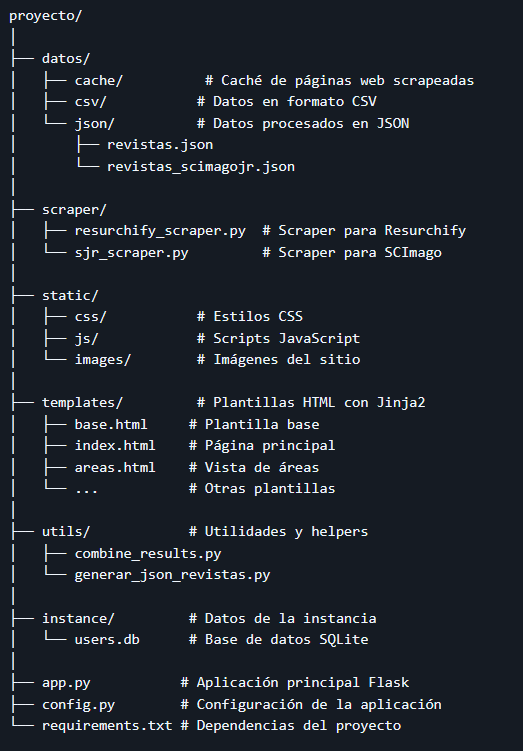 proyecto/
│
├── datos/
│   ├── cache/          # Caché de páginas web scrapeadas
│   ├── csv/           # Datos en formato CSV
│   └── json/          # Datos procesados en JSON
│       ├── revistas.json
│       └── revistas_scimagojr.json
│
├── scraper/
│   ├── resurchify_scraper.py  # Scraper para Resurchify
│   └── sjr_scraper.py         # Scraper para SCImago
│
├── static/
│   ├── css/           # Estilos CSS
│   ├── js/            # Scripts JavaScript
│   └── images/        # Imágenes del sitio
│
├── templates/         # Plantillas HTML con Jinja2
│   ├── base.html     # Plantilla base
│   ├── index.html    # Página principal
│   ├── areas.html    # Vista de áreas
│   └── ...           # Otras plantillas
│
├── utils/            # Utilidades y helpers
│   ├── combine_results.py
│   └── generar_json_revistas.py
│
├── instance/         # Datos de la instancia
│   └── users.db      # Base de datos SQLite
│
├── app.py           # Aplicación principal Flask
├── config.py        # Configuración de la aplicación
└── requirements.txt # Dependencias del proyecto